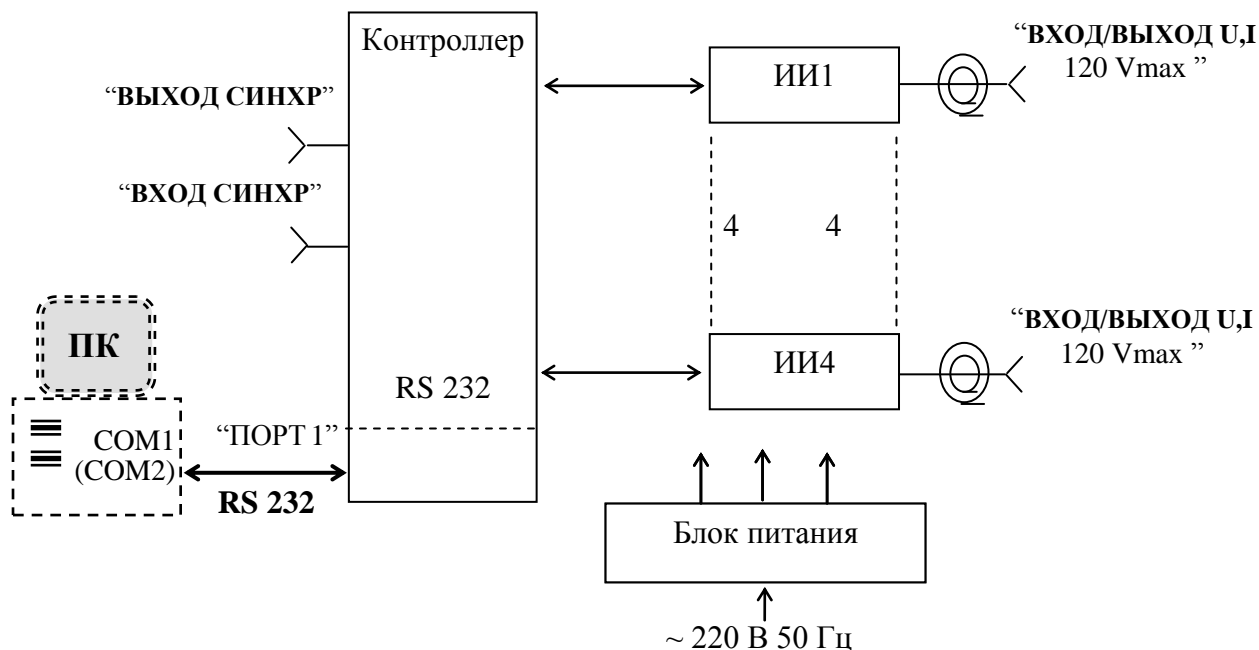 Контроллер
“ВЫХОД СИНХР”
“ВХОД СИНХР”
ИИ1
“ВХОД/ВЫХОД U,I
120 Vmax ”
4 4
ПК
COM1
(COM2)
“ПОРТ 1”
RS 232
RS 232
ИИ4
“ВХОД/ВЫХОД U,I
120 Vmax ”
Блок питания
~ 220 В 50 Гц